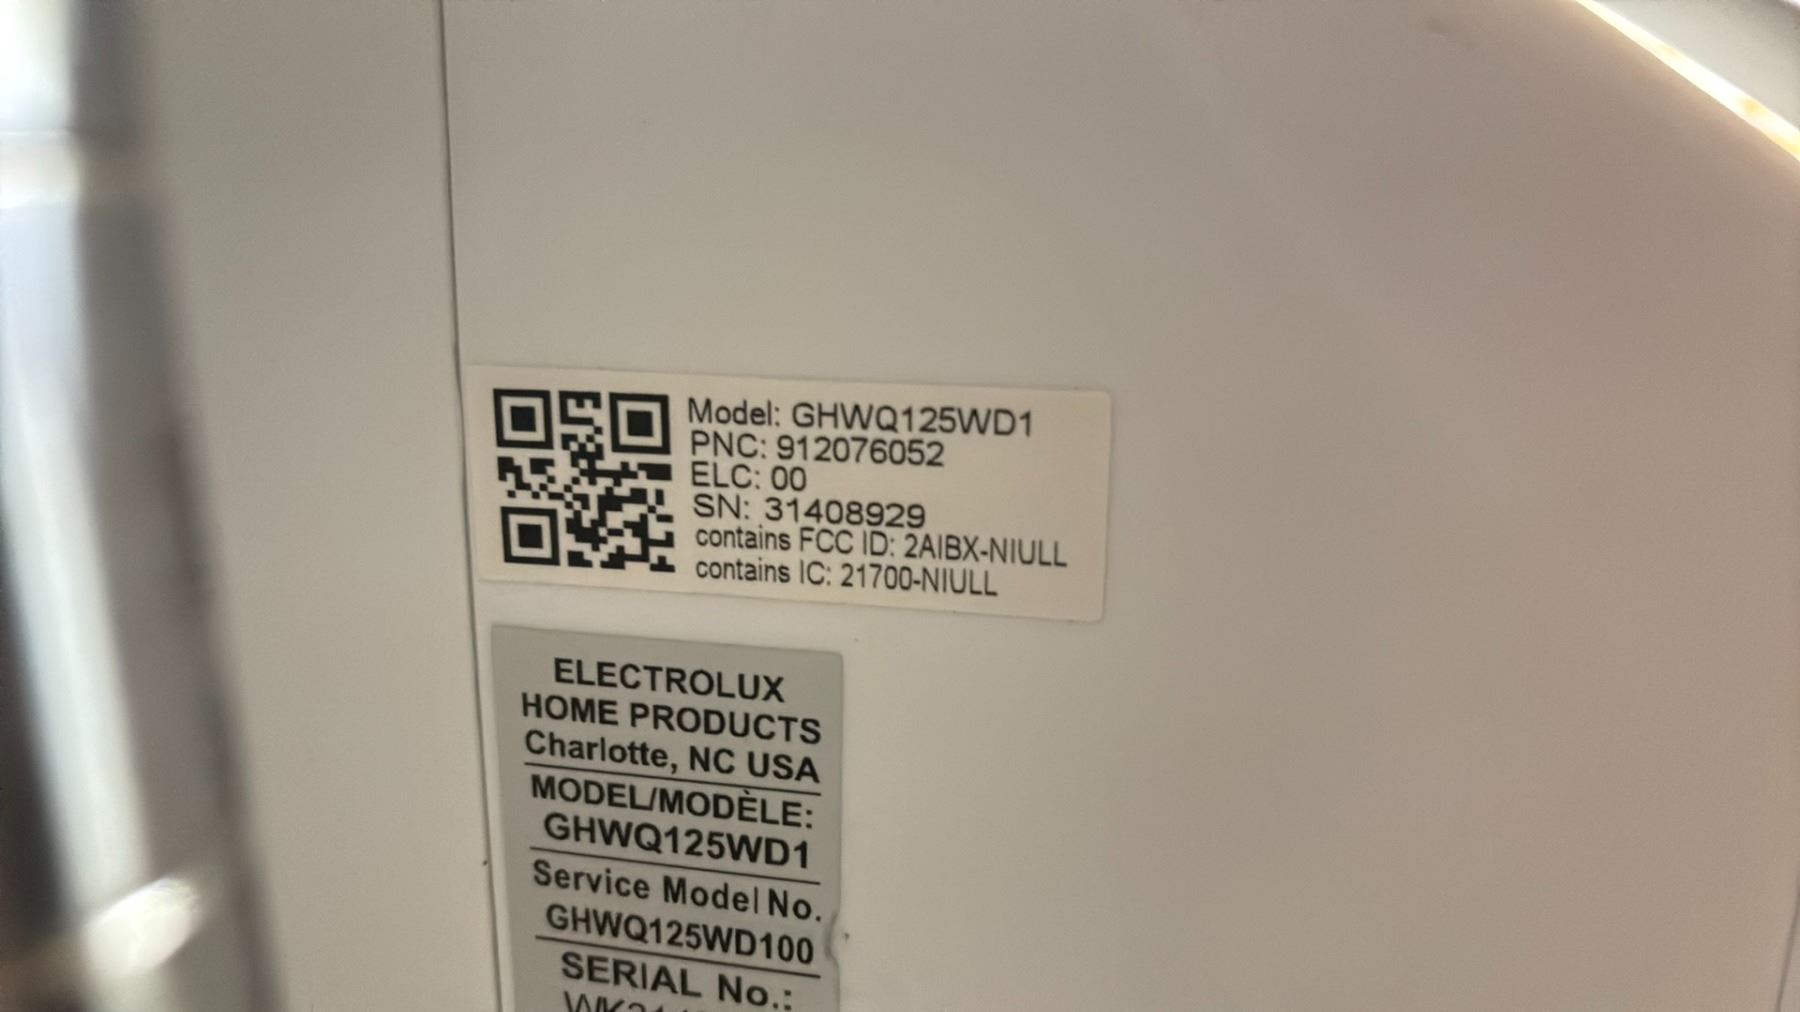 Model: GHWQ125WD1
PNC: 912076052
ELC: 00
SN: 31408929
contains FCC ID: 2AIBX-NIULL
contains IC: 21700-NIULL
ELECTROLUX
HOME PRODUCTS
Charlotte, NC USA
MODEL/MODÈLE:
GHWQ125WD1
Service Model No.
GHWQ125WD100
SERIAL No.: